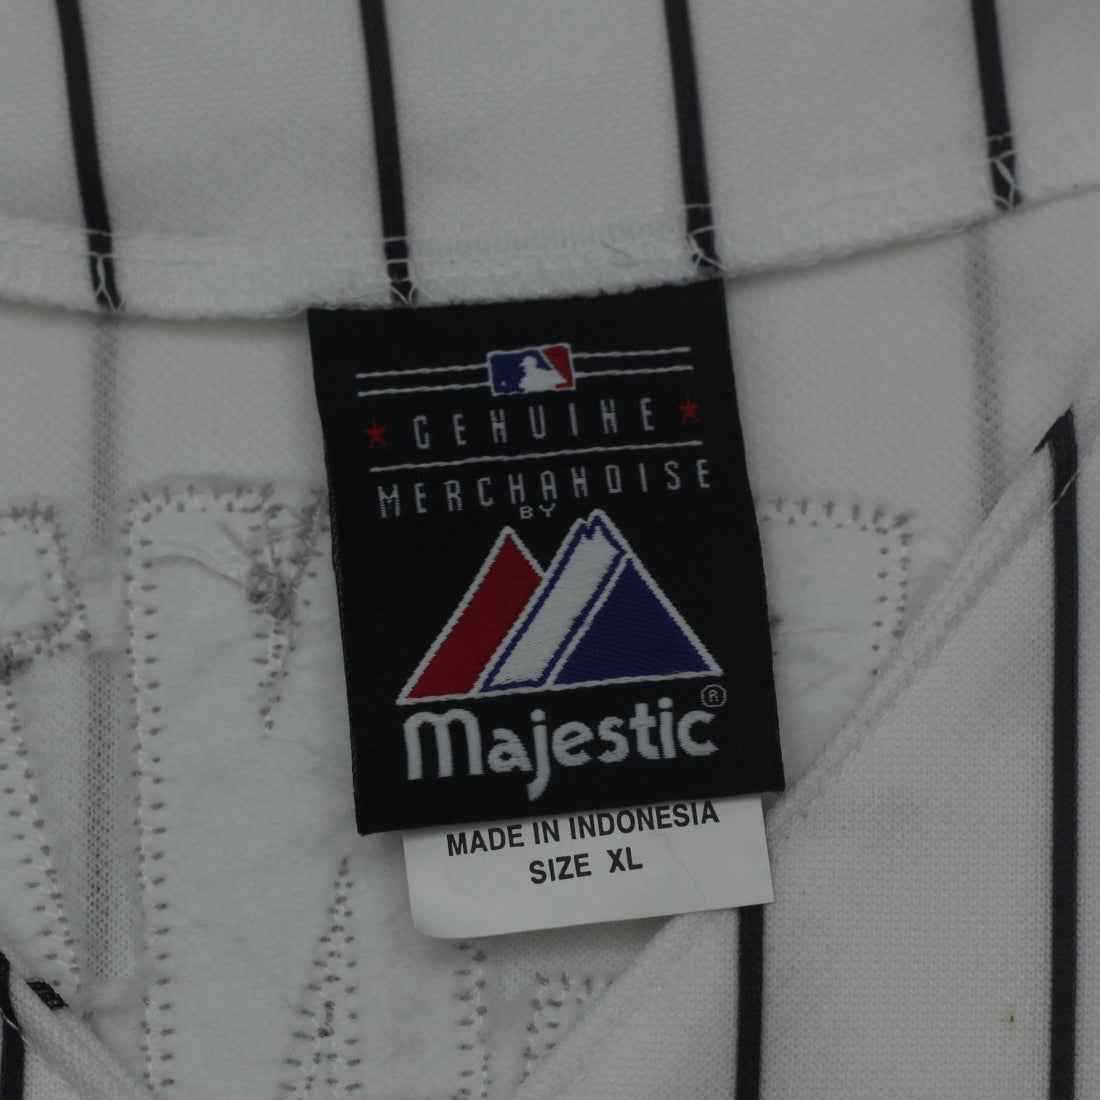 GENUINE
MERCHANDISE
BY
Majestic®
MADE IN INDONESIA
SIZE XL